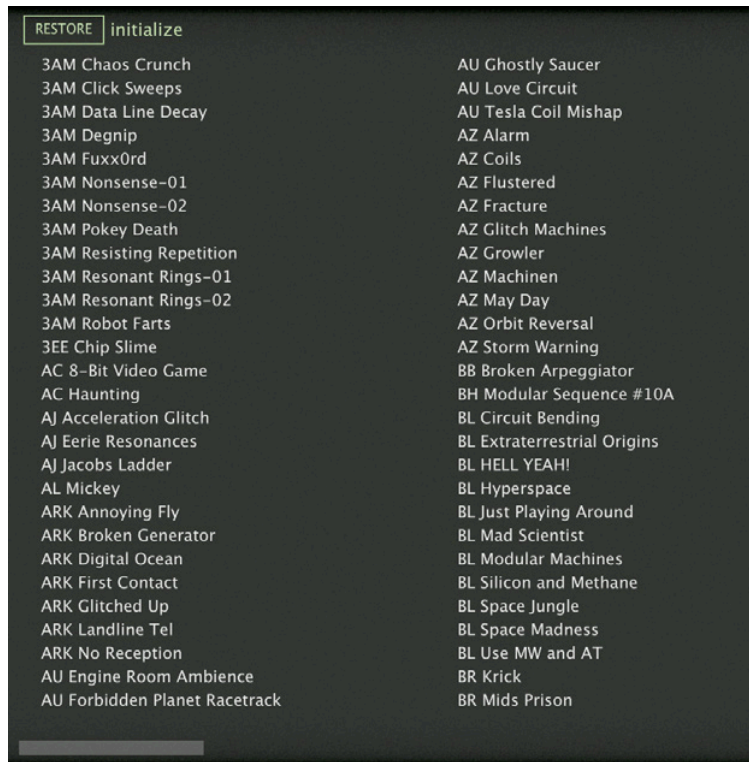 RESTORE initialize
3AM Chaos Crunch
3AM Click Sweeps
3AM Data Line Decay
3AM Degnip
3AM Fuxx0rd
3AM Nonsense-01
3AM Nonsense-02
3AM Pokey Death
3AM Resisting Repetition
3AM Resonant Rings-01
3AM Resonant Rings-02
3AM Robot Farts
3EE Chip Slime
AC 8-Bit Video Game
AC Haunting
AJ Acceleration Glitch
AJ Eerie Resonances
AJ Jacobs Ladder
AL Mickey
ARK Annoying Fly
ARK Broken Generator
ARK Digital Ocean
ARK First Contact
ARK Glitched Up
ARK Landline Tel
ARK No Reception
AU Engine Room Ambience
AU Forbidden Planet Racetrack
AU Ghostly Saucer
AU Love Circuit
AU Tesla Coil Mishap
AZ Alarm
AZ Coils
AZ Flustered
AZ Fracture
AZ Glitch Machines
AZ Growler
AZ Machinen
AZ May Day
AZ Orbit Reversal
AZ Storm Warning
BB Broken Arpeggiator
BH Modular Sequence #10A
BL Circuit Bending
BL Extraterrestrial Origins
BL HELL YEAH!
BL Hyperspace
BL Just Playing Around
BL Mad Scientist
BL Modular Machines
BL Silicon and Methane
BL Space Jungle
BL Space Madness
BL Use MW and AT
BR Krick
BR Mids Prison